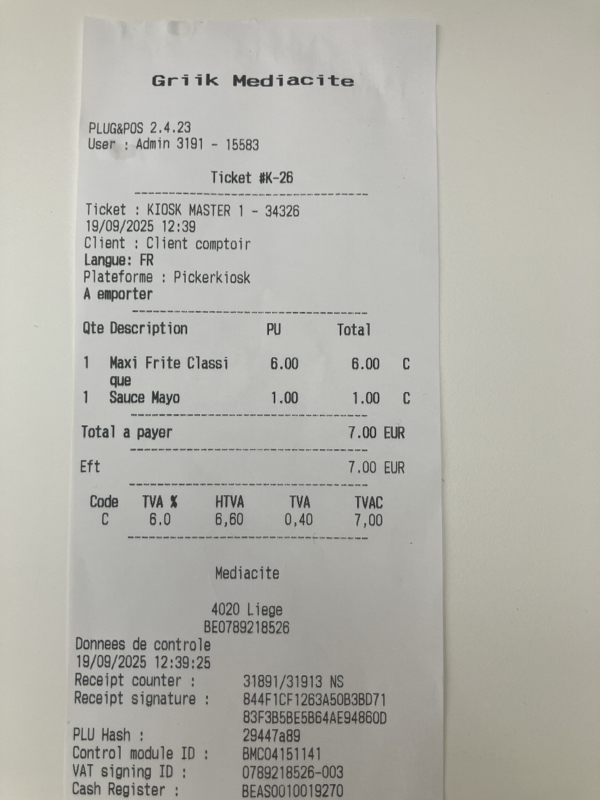 Griik Mediacite
PLUG&POS 2.4.23
User : Admin 3191 - 15583
Ticket #K-26
Ticket : KIOSK MASTER 1 - 34326
19/09/2025 12:39
Client : Client comptoir
Langue: FR
Plateforme : Pickerkiosk
A emporter
Qte Description PU Total
1 Maxi Frite Classi 6.00 6.00 C
que
1 Sauce Mayo 1.00 1.00 C
Total a payer 7.00 EUR
Eft 7.00 EUR
Code TVA % HTVA TVA TVAC
C 6.0 6,60 0,40 7,00
Mediacite
4020 Liege
BE0789218526
Donnees de controle
19/09/2025 12:39:25
Receipt counter : 31891/31913 NS
Receipt signature : 844F1CF1263A50B3BD71
83F3B5BE5B64AE94860D
PLU Hash : 29447a89
Control module ID : BMC04151141
VAT signing ID : 0789218526-003
Cash Register : BEAS0010019270